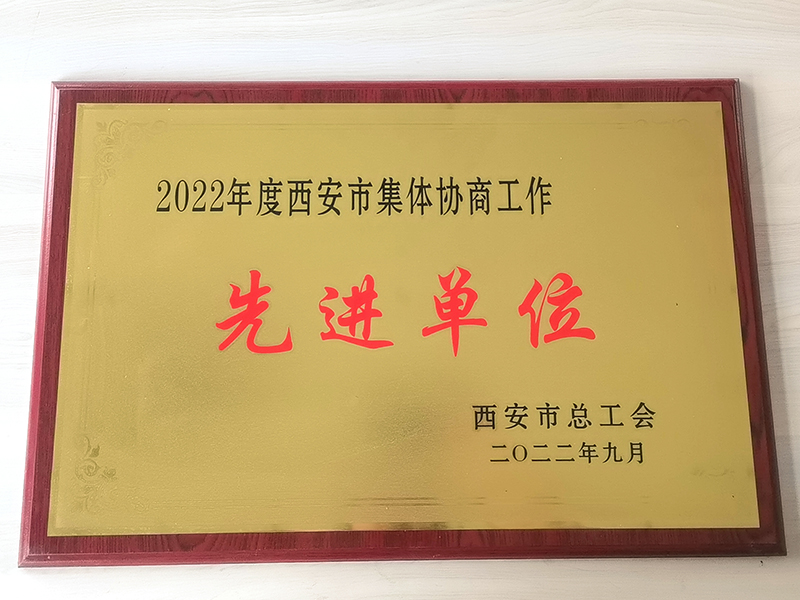 2022年度西安市集体协商工作
先进单位
西安市总工会
二〇二二年九月